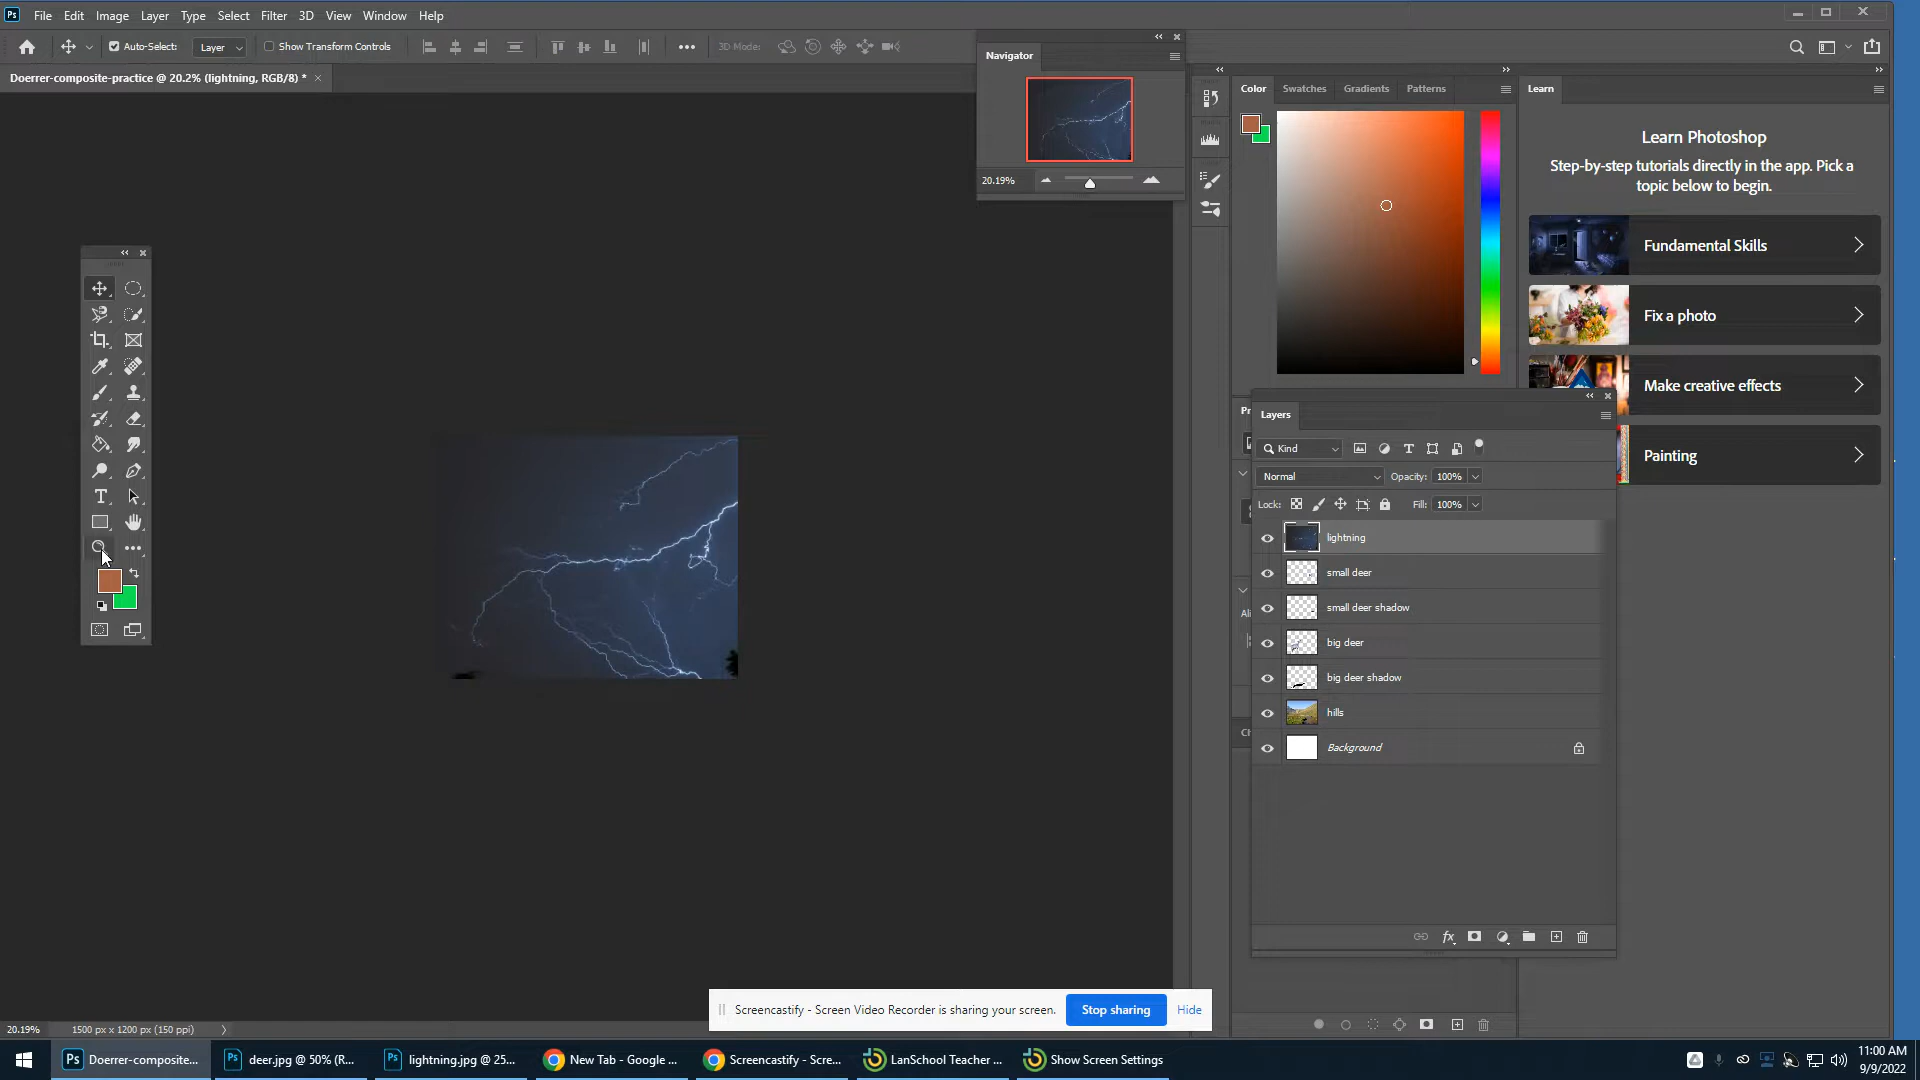 Ps File Edit Image Layer Type Select Filter 3D View Window Help
Auto-Select: Layer Show Transform Controls 3D Mode:
Doerrer-composite-practice @ 20.2% (lightning, RGB/8) *
Navigator
20.19%
Color Swatches Gradients Patterns
Learn
Learn Photoshop
Step-by-step tutorials directly in the app. Pick a
topic below to begin.
Fundamental Skills
Fix a photo
Make creative effects
Painting
Pr
Layers
Kind
Normal Opacity: 100%
Lock: Fill: 100%
lightning
small deer
small deer shadow
Ali
big deer
big deer shadow
hills
Background
Screencastify - Screen Video Recorder is sharing your screen. Stop sharing Hide
20.19% 1500 px x 1200 px (150 ppi)
Ps Doerrer-composite... Ps deer.jpg @ 50% (R... Ps lightning.jpg @ 25... New Tab - Google ... Screencastify - Scre... LanSchool Teacher ... Show Screen Settings
11:00 AM
9/9/2022